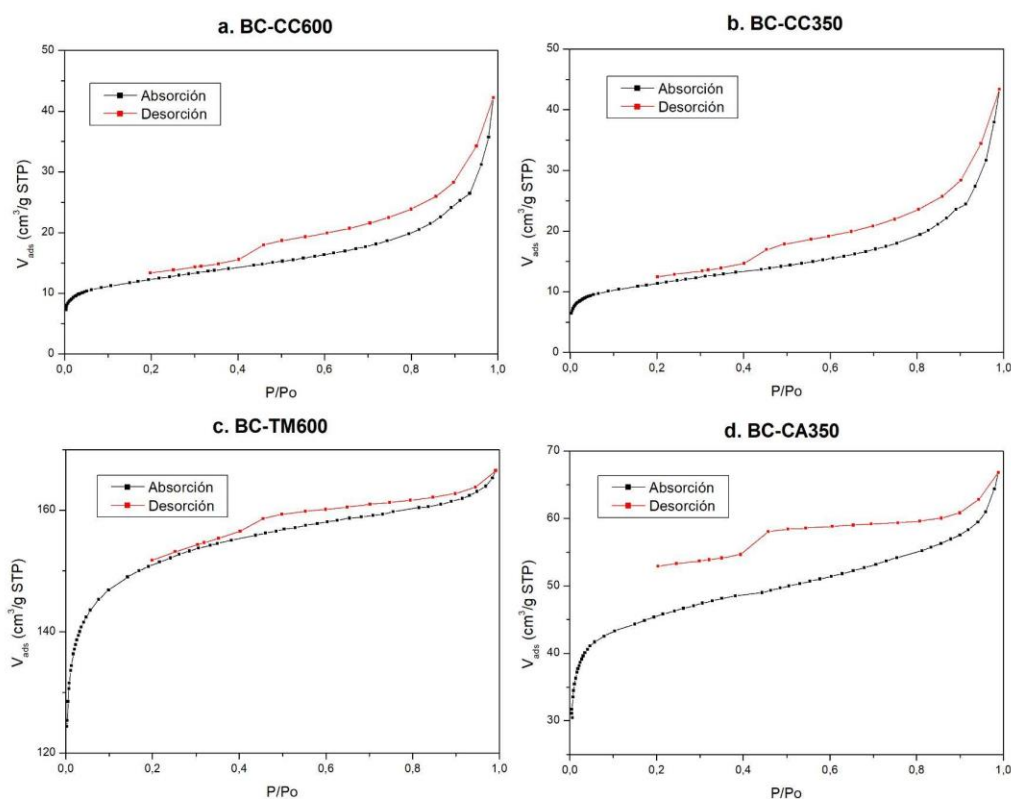 a. BC-CC600
50
40
30
20
10
0
V_ads (cm³/g STP)
Absorción
Desorción
0,0 0,2 0,4 0,6 0,8 1,0
P/Po
b. BC-CC350
50
40
30
20
10
0
V_ads (cm³/g STP)
Absorción
Desorción
0,0 0,2 0,4 0,6 0,8 1,0
P/Po
c. BC-TM600
160
140
120
V_ads (cm³/g STP)
Absorción
Desorción
0,0 0,2 0,4 0,6 0,8 1,0
P/Po
d. BC-CA350
70
60
50
40
30
V_ads (cm³/g STP)
Absorción
Desorción
0,0 0,2 0,4 0,6 0,8 1,0
P/Po